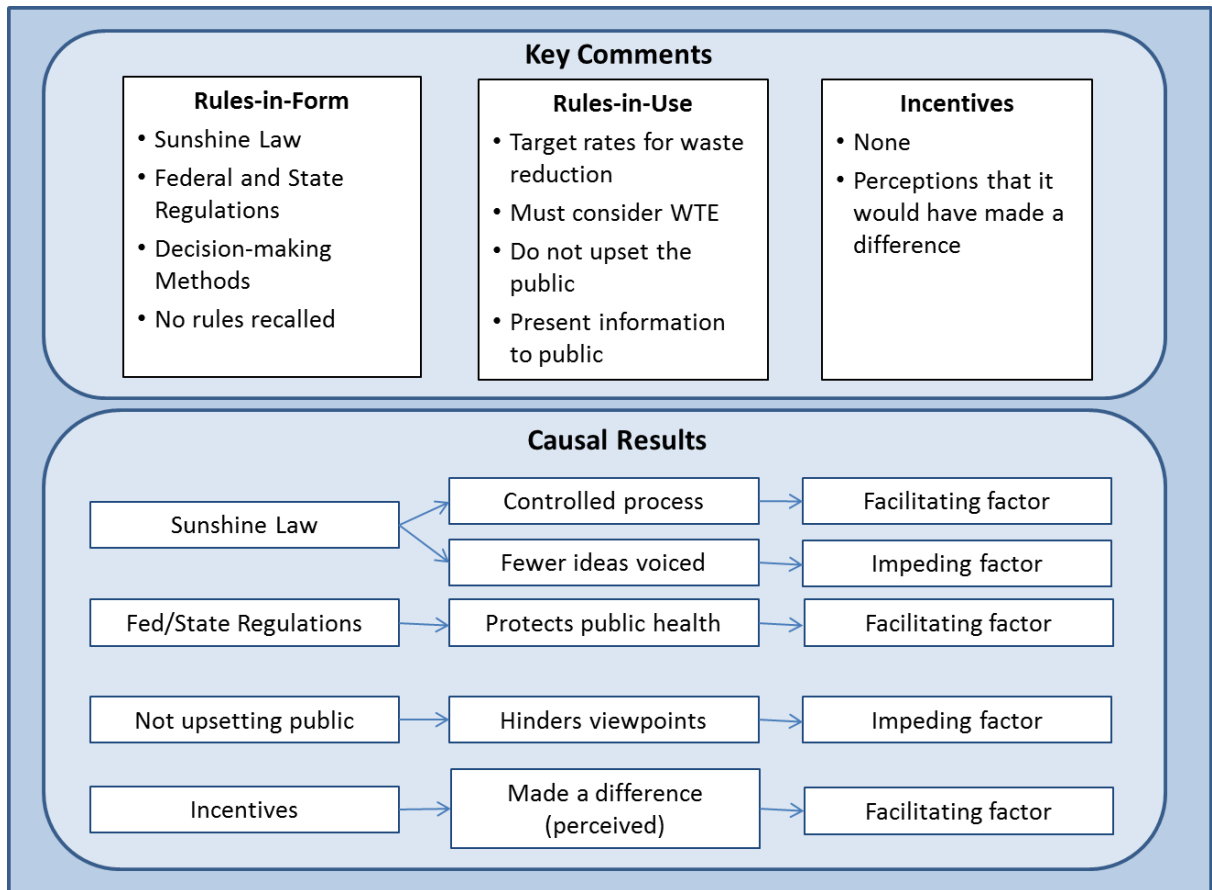 Key Comments
Rules-in-Form
• Sunshine Law
• Federal and State
Regulations
• Decision-making
Methods
• No rules recalled
Rules-in-Use
• Target rates for waste
reduction
• Must consider WTE
• Do not upset the
public
• Present information
to public
Incentives
• None
• Perceptions that it
would have made a
difference
Causal Results
Sunshine Law
Controlled process
Facilitating factor
Fewer ideas voiced
Impeding factor
Fed/State Regulations
Protects public health
Facilitating factor
Not upsetting public
Hinders viewpoints
Impeding factor
Incentives
Made a difference
(perceived)
Facilitating factor